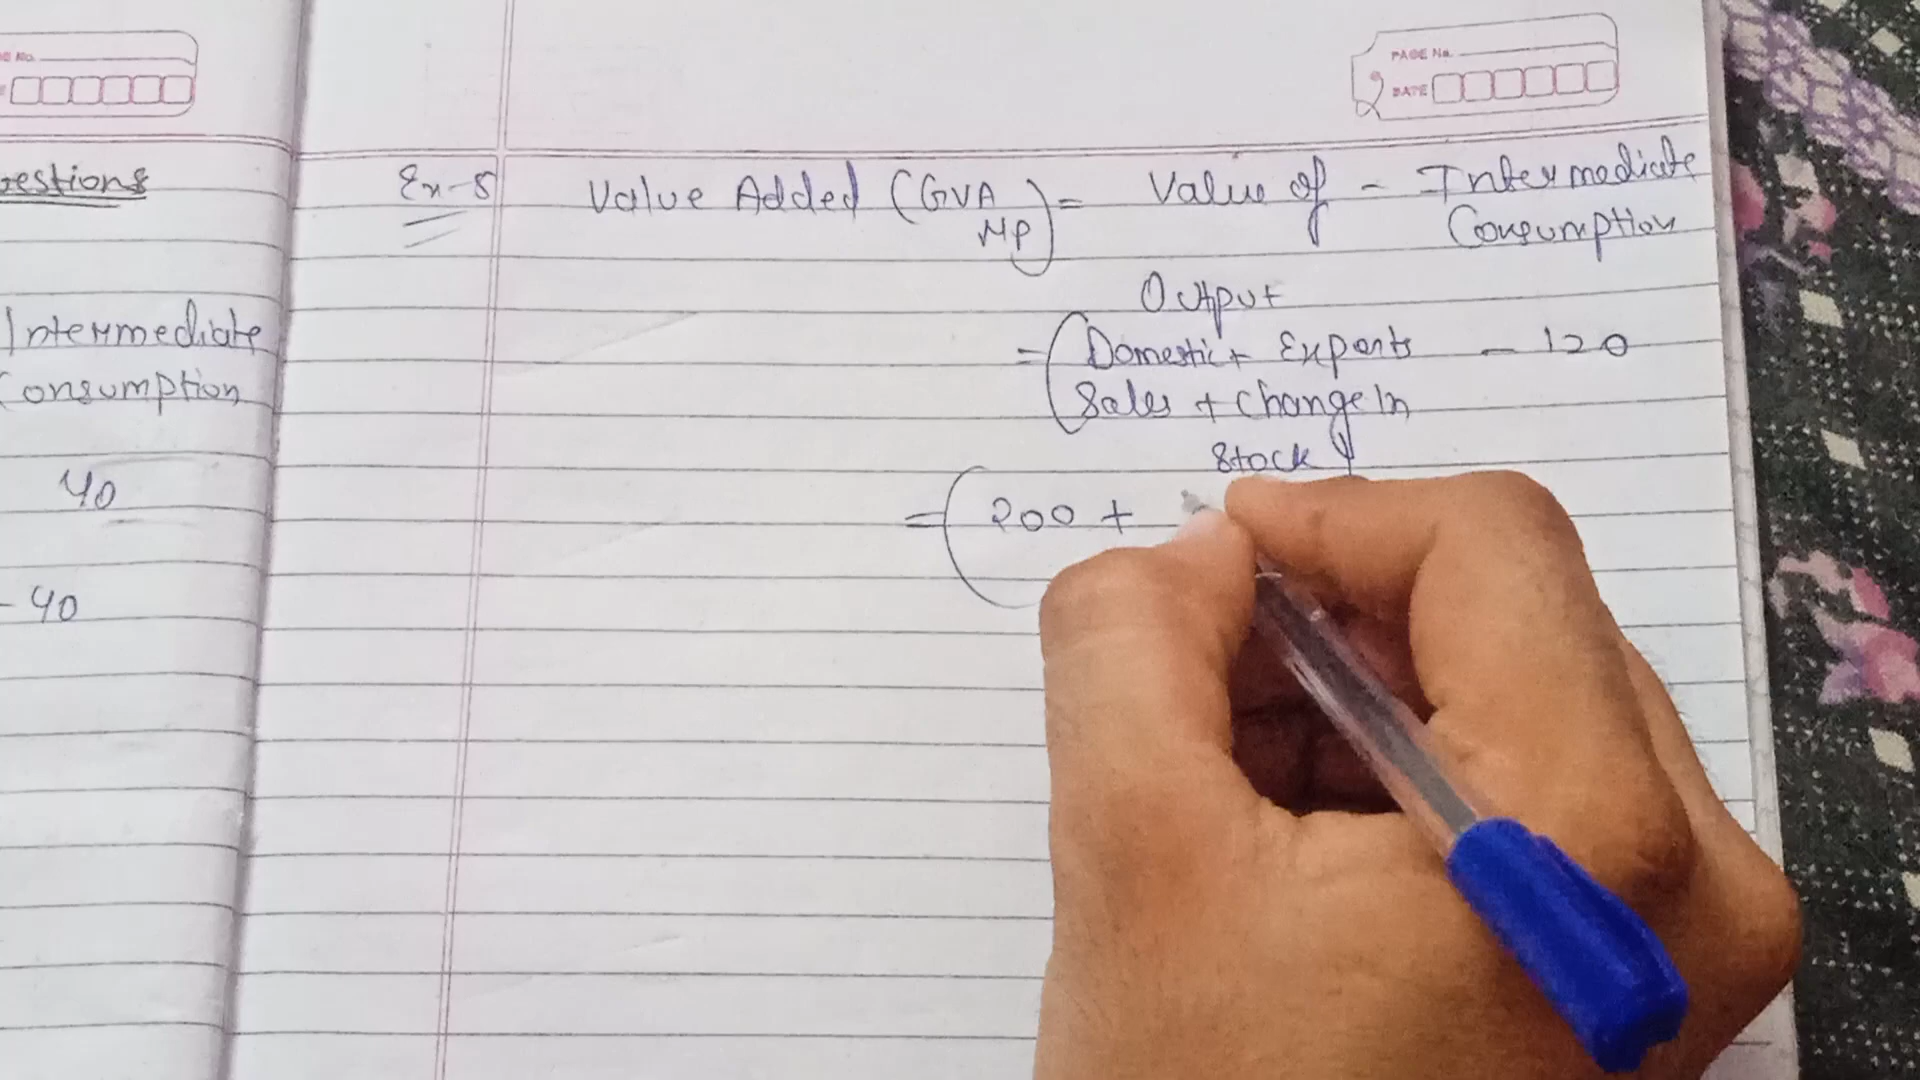 PAGE No.
DATE
estions
Intermediate
Consumption
40
- 40
Ex-5 Value Added (GVA MP) = Value of Output - Intermediate Consumption
= (Domestic + Exports - 120
Sales + Change In
Stock)
= (200 +